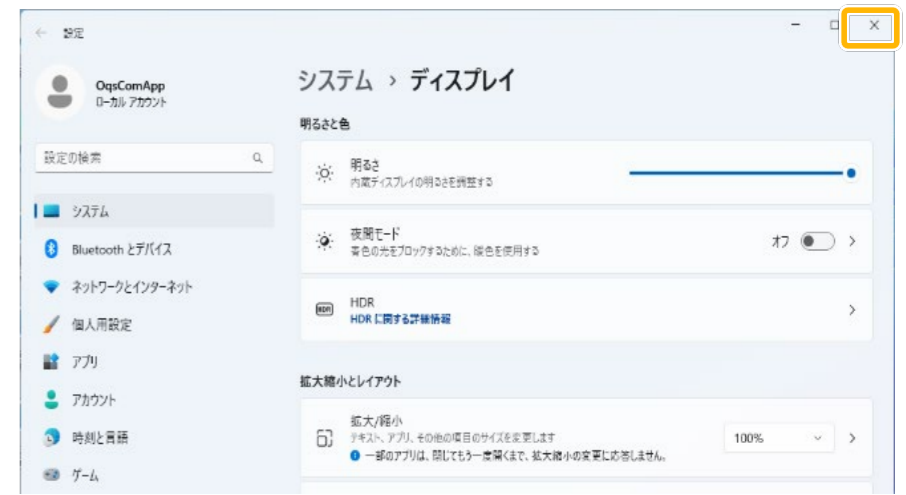 設定
OqsComApp
ローカル アカウント
設定の検索
システム
Bluetooth とデバイス
ネットワークとインターネット
個人用設定
アプリ
アカウント
時刻と言語
ゲーム
システム › ディスプレイ
明るさと色
明るさ
内蔵ディスプレイの明るさを調整する
夜間モード
青色の光をブロックするために、暖色を使用する
オフ
HDR
HDR
HDR に関する詳細情報
拡大縮小とレイアウト
拡大/縮小
テキスト、アプリ、その他の項目のサイズを変更します
100%
一部のアプリは、閉じてもう一度開くまで、拡大縮小の変更に応答しません。